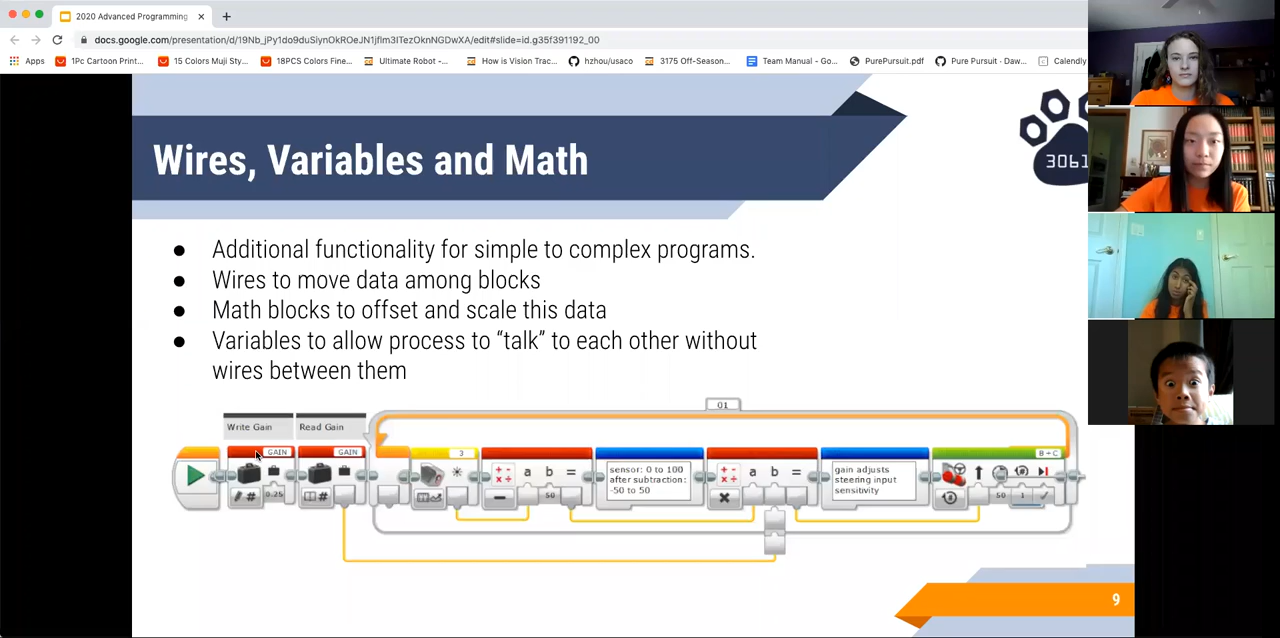 2020 Advanced Programming
docs.google.com/presentation/d/19Nb_jPy1do9duSiynOkROeJN1jflm3ITezOknNGDwXA/edit#slide=id.g35f391192_00
Apps 1Pc Cartoon Print... 15 Colors Muji Sty... 18PCS Colors Fine... Ultimate Robot -... How is Vision Trac... hzhou/usaco 3175 Off-Season... Team Manual - Go... PurePursuit.pdf Pure Pursuit - Daw... Calendly
Wires, Variables and Math
3061
● Additional functionality for simple to complex programs.
● Wires to move data among blocks
● Math blocks to offset and scale this data
● Variables to allow process to “talk” to each other without
wires between them
01
Write Gain Read Gain
GAIN GAIN 3 B + C
a b = a b =
# 0.25 # 50 50 1
sensor: 0 to 100
after subtraction:
-50 to 50
gain adjusts
steering input
sensitivity
9